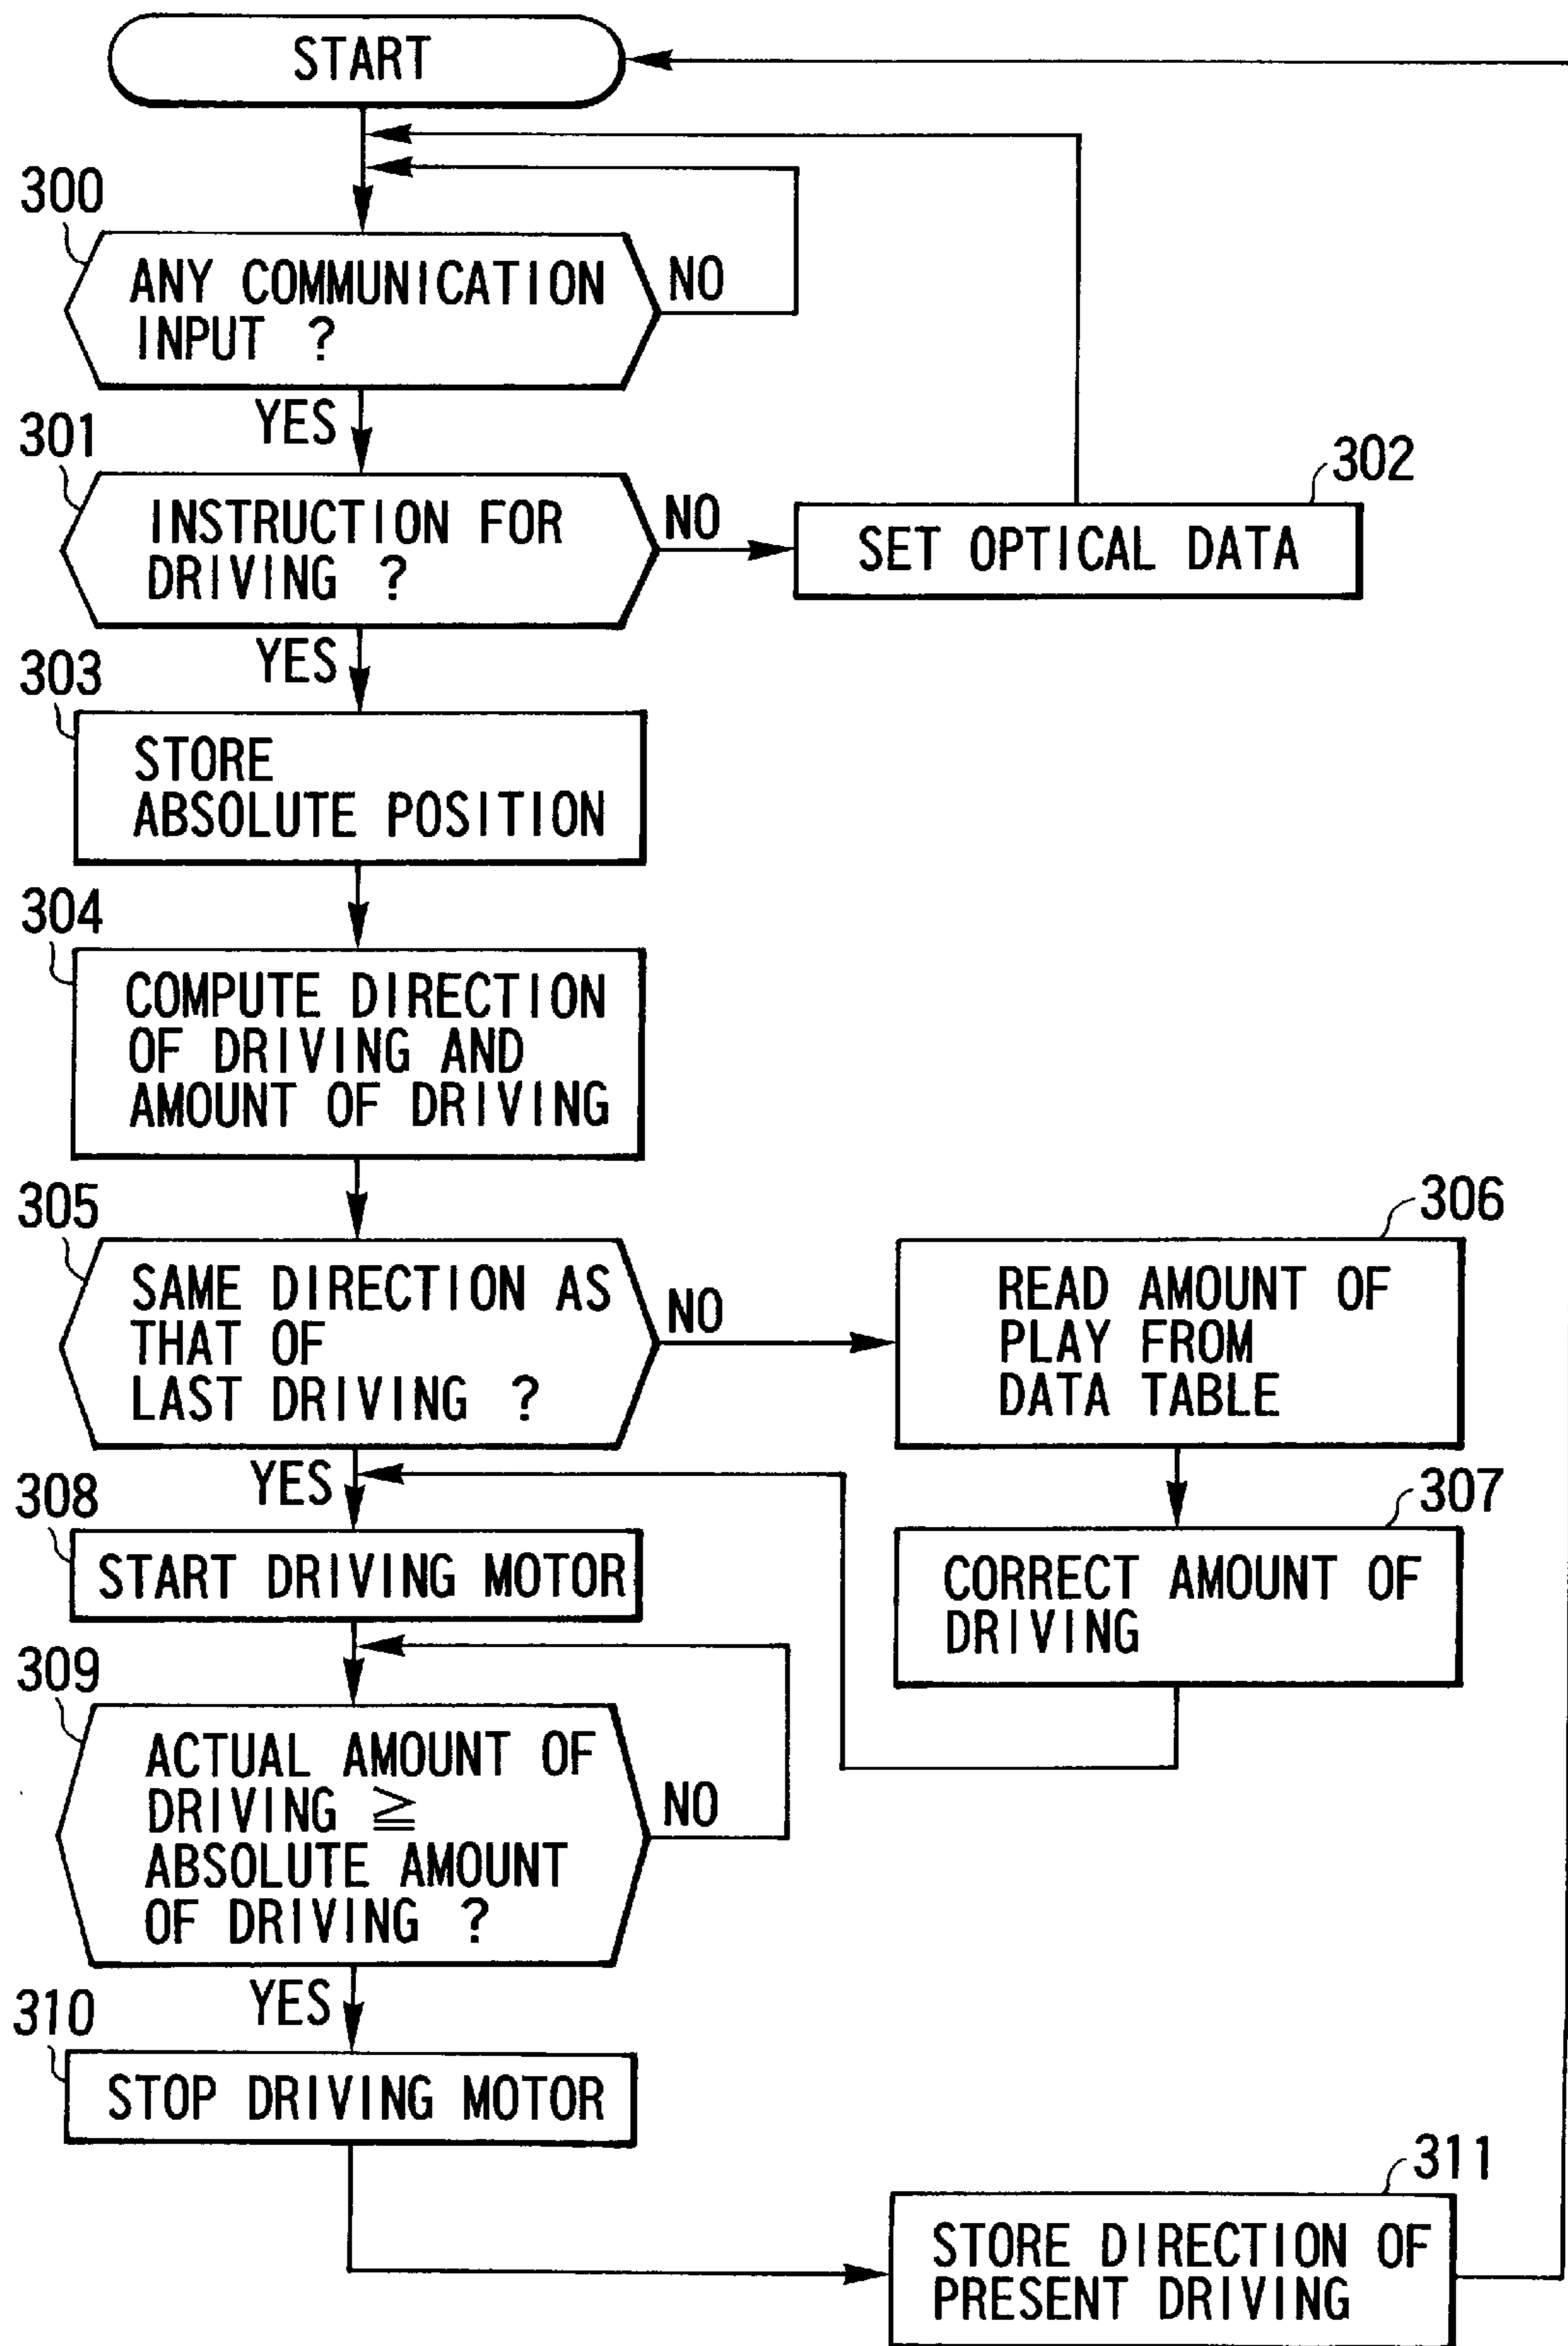 START
300
ANY COMMUNICATION
INPUT ?
NO
YES
301
INSTRUCTION FOR
DRIVING ?
NO
302
SET OPTICAL DATA
YES
303
STORE
ABSOLUTE POSITION
304
COMPUTE DIRECTION
OF DRIVING AND
AMOUNT OF DRIVING
305
SAME DIRECTION AS
THAT OF
LAST DRIVING ?
NO
306
READ AMOUNT OF
PLAY FROM
DATA TABLE
YES
307
CORRECT AMOUNT OF
DRIVING
308
START DRIVING MOTOR
309
ACTUAL AMOUNT OF
DRIVING ≧
ABSOLUTE AMOUNT
OF DRIVING ?
NO
YES
310
STOP DRIVING MOTOR
311
STORE DIRECTION OF
PRESENT DRIVING